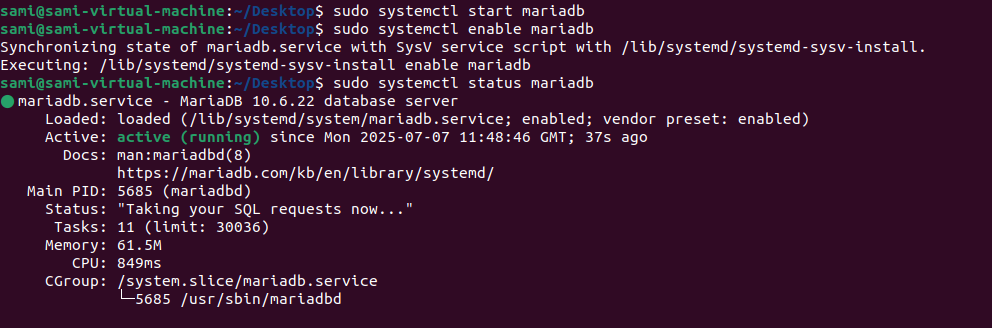 sami@sami-virtual-machine:~/Desktop$ sudo systemctl start mariadb
sami@sami-virtual-machine:~/Desktop$ sudo systemctl enable mariadb
Synchronizing state of mariadb.service with SysV service script with /lib/systemd/systemd-sysv-install.
Executing: /lib/systemd/systemd-sysv-install enable mariadb
sami@sami-virtual-machine:~/Desktop$ sudo systemctl status mariadb
● mariadb.service - MariaDB 10.6.22 database server
     Loaded: loaded (/lib/systemd/system/mariadb.service; enabled; vendor preset: enabled)
     Active: active (running) since Mon 2025-07-07 11:48:46 GMT; 37s ago
       Docs: man:mariadbd(8)
             https://mariadb.com/kb/en/library/systemd/
   Main PID: 5685 (mariadbd)
     Status: "Taking your SQL requests now..."
      Tasks: 11 (limit: 30036)
     Memory: 61.5M
        CPU: 849ms
     CGroup: /system.slice/mariadb.service
             └─5685 /usr/sbin/mariadbd